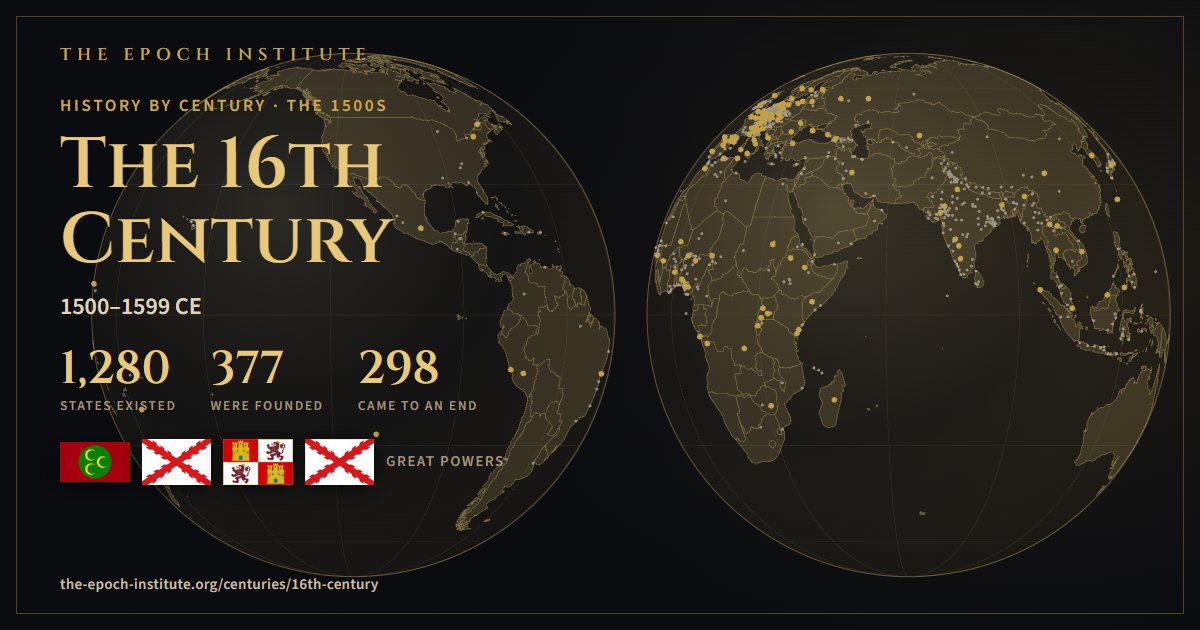 THE EPOCH INSTITUTE
HISTORY BY CENTURY · THE 1500S
THE 16TH
CENTURY
1500–1599 CE
1,280 377 298
STATES EXISTED WERE FOUNDED CAME TO AN END
GREAT POWERS
the-epoch-institute.org/centuries/16th-century